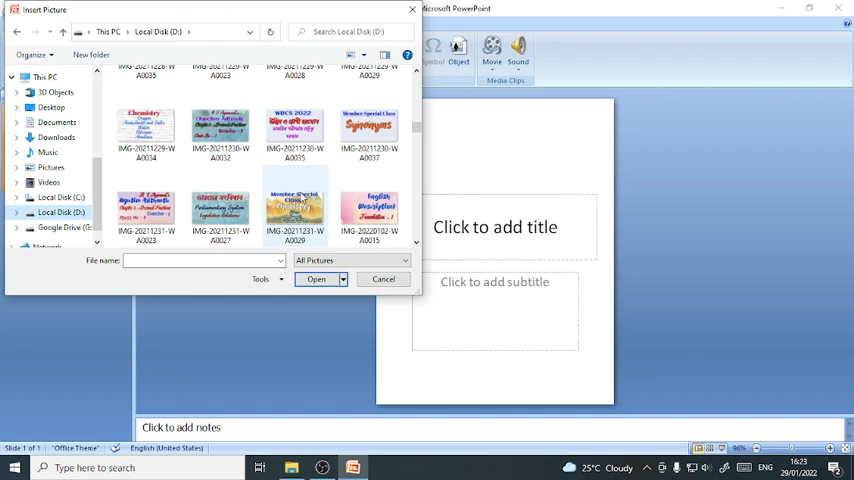 Insert Picture
Microsoft PowerPoint
This PC
Local Disk (D:)
Search Local Disk (D:)
Organize
New folder
Symbol
Object
Movie
Sound
Media Clips
This PC
3D Objects
Desktop
Documents
Downloads
Music
Pictures
Videos
Local Disk (C:)
Local Disk (D:)
Google Drive (G:
Network
IMG-20211228-W
A0035
IMG-20211229-W
A0023
IMG-20211229-W
A0028
IMG-20211229-W
A0029
Chemistry
WBCS 2022
Member Special Class
Synonyms
IMG-20211229-W
A0034
IMG-20211230-W
A0032
IMG-20211230-W
A0035
IMG-20211230-W
A0037
Parliamentary System
Member Special
Class
Chemistry
English
(Description)
IMG-20211231-W
A0023
IMG-20211231-W
A0027
IMG-20211231-W
A0029
IMG-20220102-W
A0015
File name:
All Pictures
Tools
Open
Cancel
Click to add title
Click to add subtitle
Click to add notes
Slide 1 of 1
"Office Theme"
English (United States)
96%
Type here to search
25°C Cloudy
ENG
16:23
29/01/2022
2